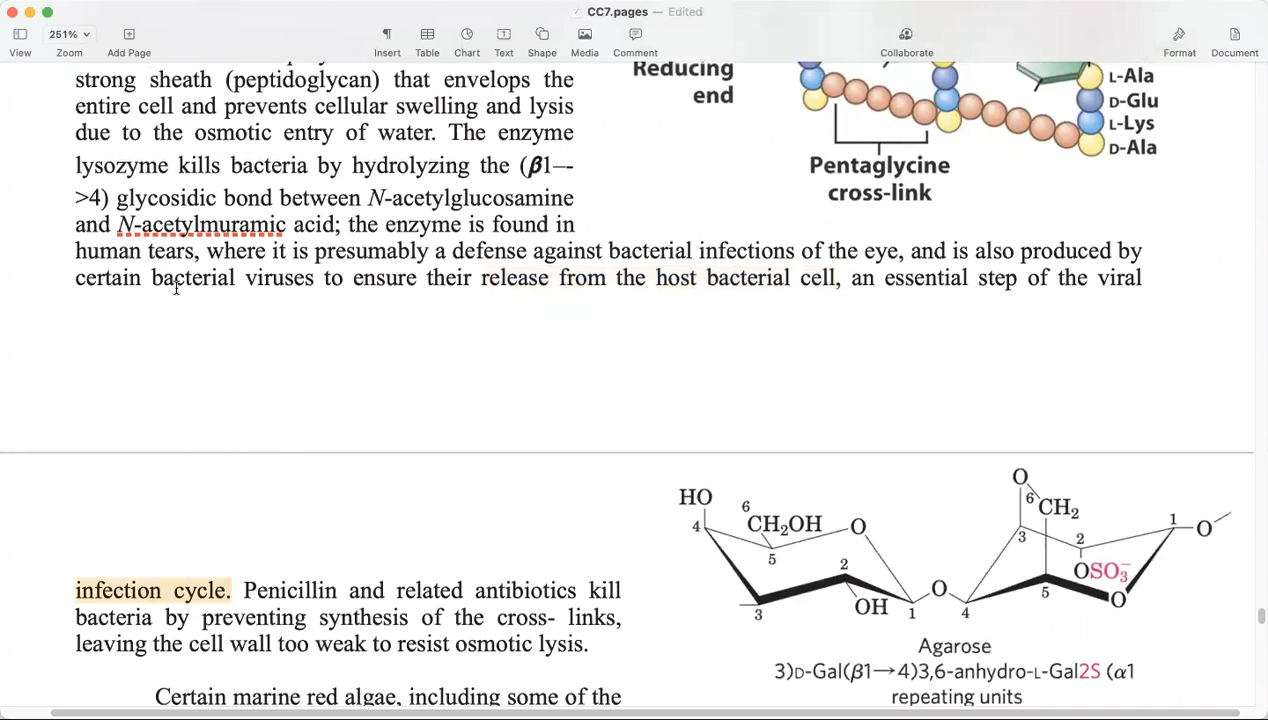 CC7.pages — Edited
251%
View Zoom Add Page Insert Table Chart Text Shape Media Comment Collaborate Format Document
strong sheath (peptidoglycan) that envelops the
entire cell and prevents cellular swelling and lysis
due to the osmotic entry of water. The enzyme
lysozyme kills bacteria by hydrolyzing the (β1–-
>4) glycosidic bond between N-acetylglucosamine
and N-acetylmuramic acid; the enzyme is found in
human tears, where it is presumably a defense against bacterial infections of the eye, and is also produced by
certain bacterial viruses to ensure their release from the host bacterial cell, an essential step of the viral
Reducing
end
L-Ala
D-Glu
L-Lys
D-Ala
Pentaglycine
cross-link
infection cycle. Penicillin and related antibiotics kill
bacteria by preventing synthesis of the cross- links,
leaving the cell wall too weak to resist osmotic lysis.
Certain marine red algae, including some of the
HO
4
6
CH₂OH
O
5
2
3
OH
1
O
4
O
6
CH₂
3
2
1
O
OSO₃⁻
5
O
Agarose
3)D-Gal(β1→4)3,6-anhydro-L-Gal2S (α1
repeating units